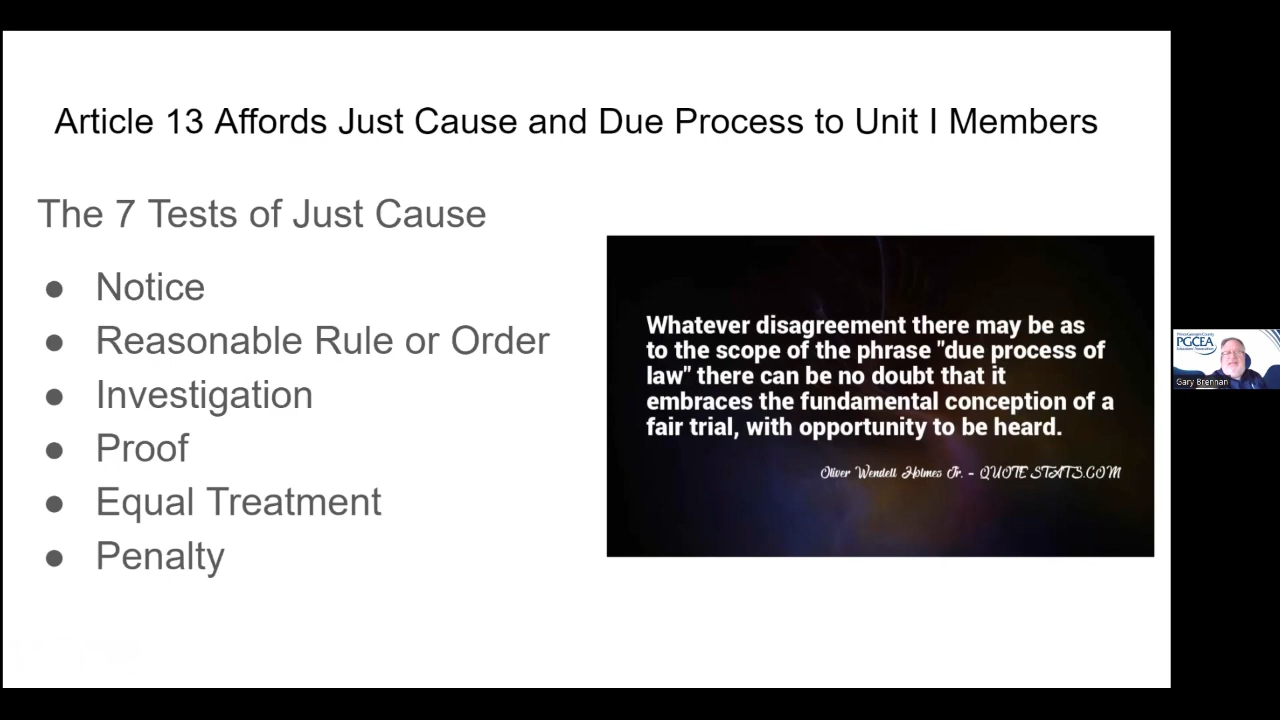 Article 13 Affords Just Cause and Due Process to Unit I Members
The 7 Tests of Just Cause
● Notice
● Reasonable Rule or Order
● Investigation
● Proof
● Equal Treatment
● Penalty
Whatever disagreement there may be as
to the scope of the phrase "due process of
law" there can be no doubt that it
embraces the fundamental conception of a
fair trial, with opportunity to be heard.
Oliver Wendell Holmes Jr. - QUOTE STATS.COM
PGCEA
Gary Brennan